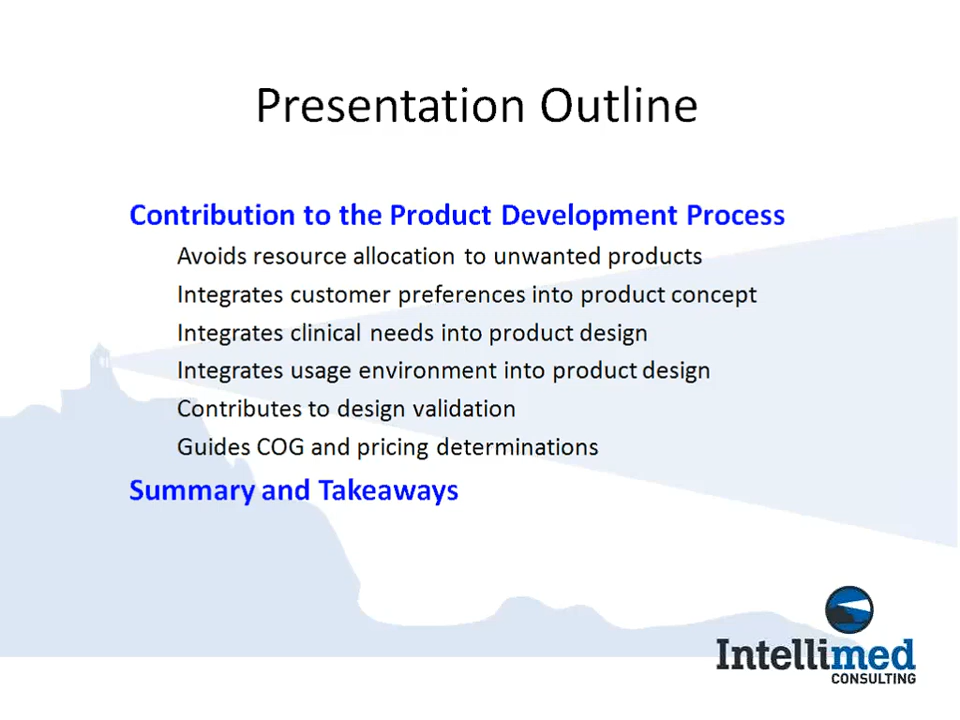 Presentation Outline
Contribution to the Product Development Process
Avoids resource allocation to unwanted products
Integrates customer preferences into product concept
Integrates clinical needs into product design
Integrates usage environment into product design
Contributes to design validation
Guides COG and pricing determinations
Summary and Takeaways
Intellimed
CONSULTING